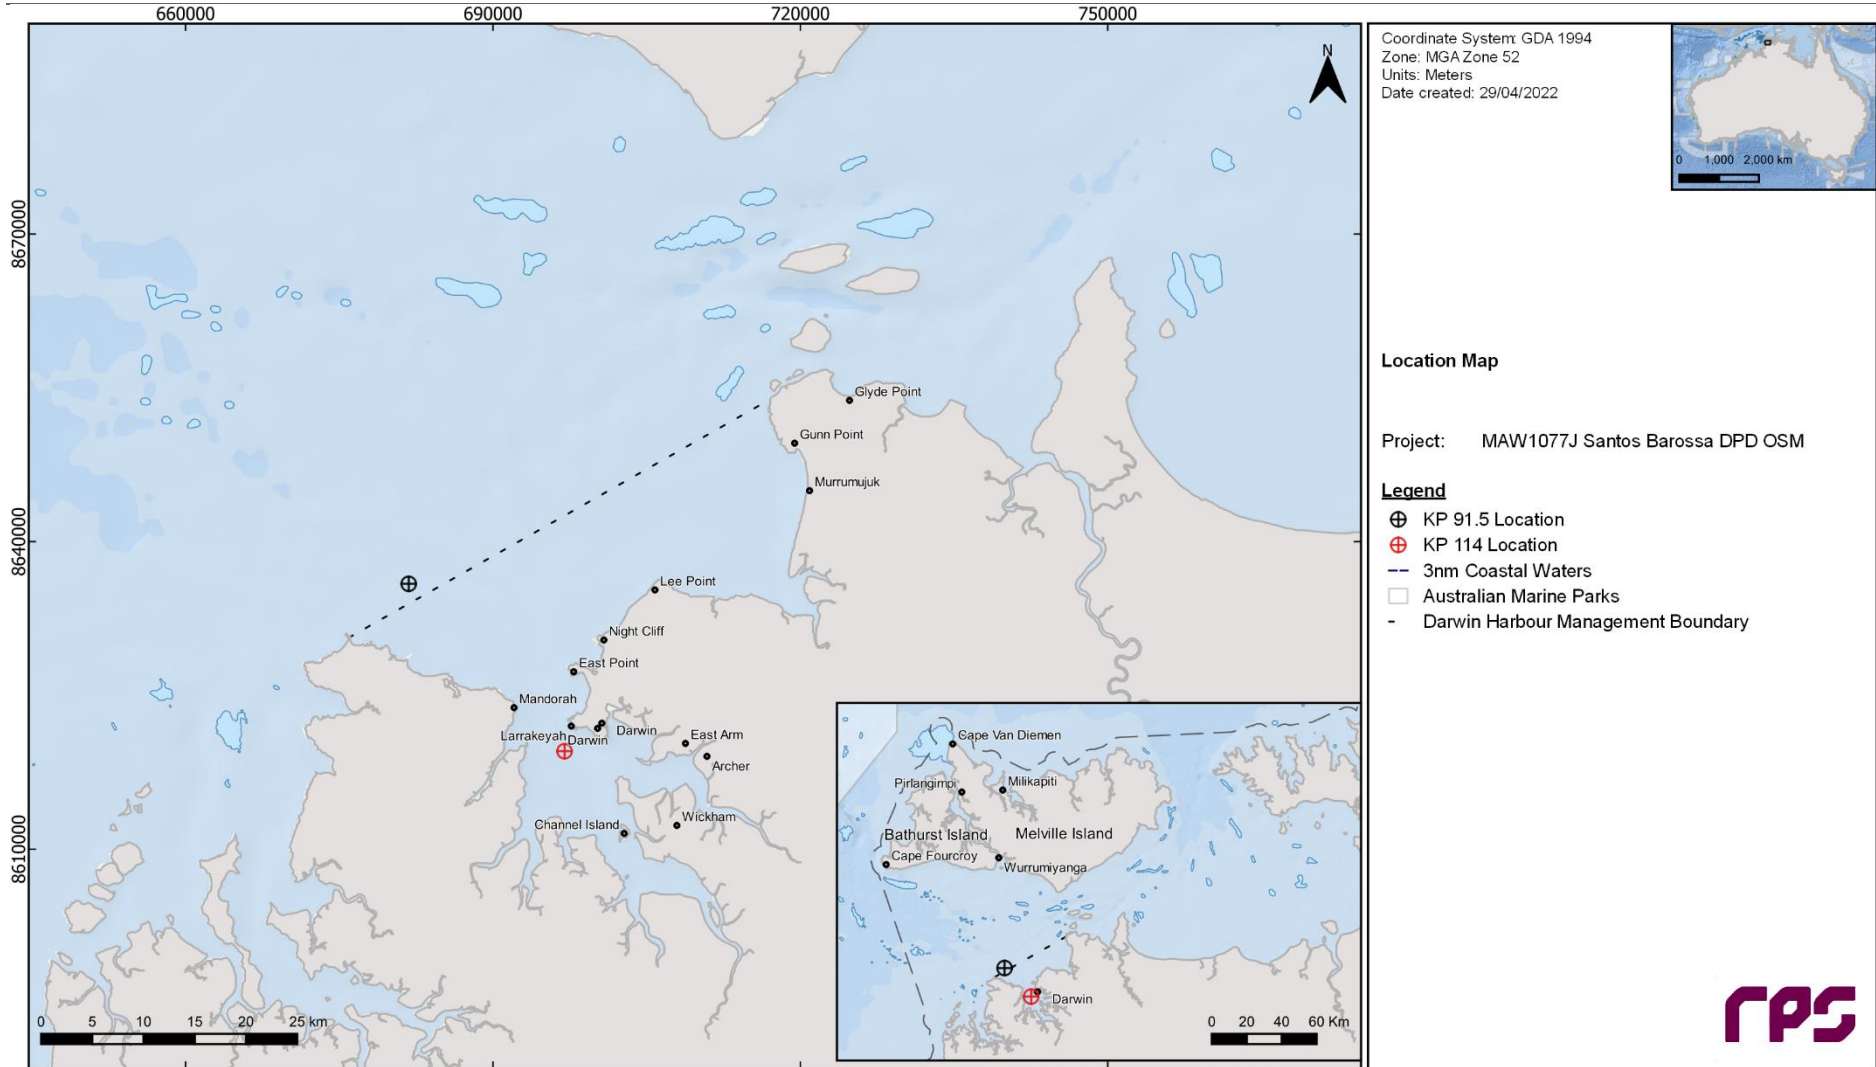 660000
690000
720000
750000
8670000
8640000
8610000
N
Glyde Point
Gunn Point
Murrumujuk
Lee Point
Night Cliff
East Point
Mandorah
Larrakeyah
Darwin
Darwin
East Arm
Archer
Wickham
Channel Island
0 5 10 15 20 25 km
Cape Van Diemen
Pirlangimpi
Milikapiti
Bathurst Island
Melville Island
Cape Fourcroy
Wurrumiyanga
Darwin
0 20 40 60 Km
Coordinate System: GDA 1994
Zone: MGA Zone 52
Units: Meters
Date created: 29/04/2022
0 1,000 2,000 km
Location Map
Project: MAW1077J Santos Barossa DPD OSM
Legend
KP 91.5 Location
KP 114 Location
3nm Coastal Waters
Australian Marine Parks
Darwin Harbour Management Boundary
rps